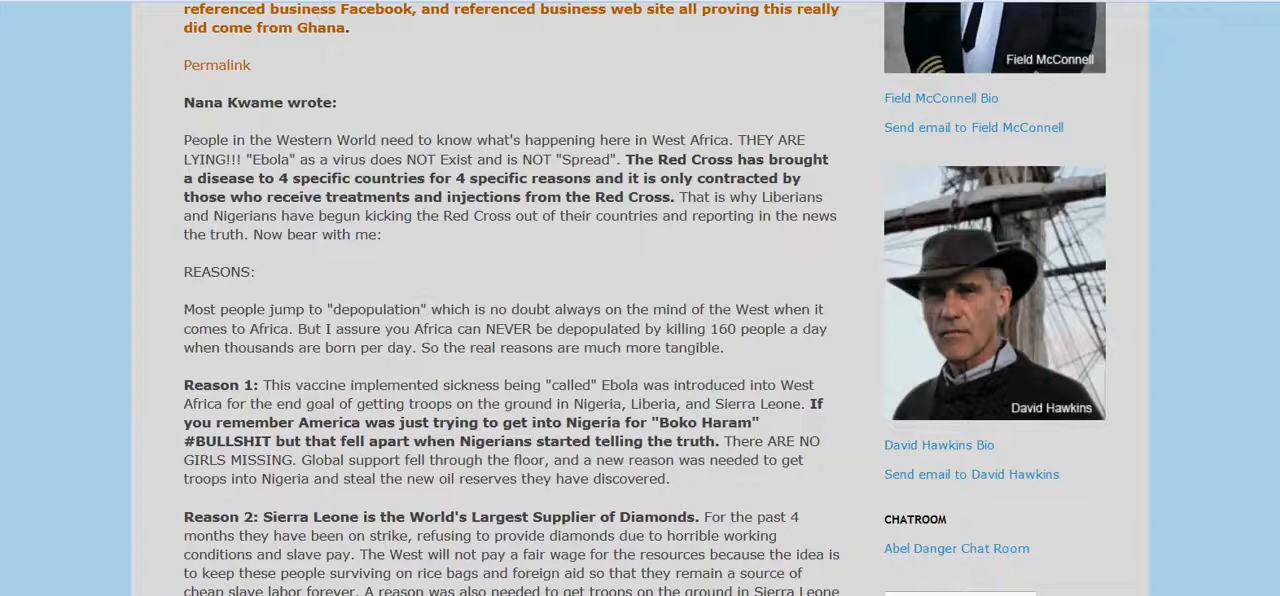 referenced business Facebook, and referenced business web site all proving this really
did come from Ghana.
Permalink
Nana Kwame wrote:
People in the Western World need to know what's happening here in West Africa. THEY ARE
LYING!!! "Ebola" as a virus does NOT Exist and is NOT "Spread". The Red Cross has brought
a disease to 4 specific countries for 4 specific reasons and it is only contracted by
those who receive treatments and injections from the Red Cross. That is why Liberians
and Nigerians have begun kicking the Red Cross out of their countries and reporting in the news
the truth. Now bear with me:
REASONS:
Most people jump to "depopulation" which is no doubt always on the mind of the West when it
comes to Africa. But I assure you Africa can NEVER be depopulated by killing 160 people a day
when thousands are born per day. So the real reasons are much more tangible.
Reason 1: This vaccine implemented sickness being "called" Ebola was introduced into West
Africa for the end goal of getting troops on the ground in Nigeria, Liberia, and Sierra Leone. If
you remember America was just trying to get into Nigeria for "Boko Haram"
#BULLSHIT but that fell apart when Nigerians started telling the truth. There ARE NO
GIRLS MISSING. Global support fell through the floor, and a new reason was needed to get
troops into Nigeria and steal the new oil reserves they have discovered.
Reason 2: Sierra Leone is the World's Largest Supplier of Diamonds. For the past 4
months they have been on strike, refusing to provide diamonds due to horrible working
conditions and slave pay. The West will not pay a fair wage for the resources because the idea is
to keep these people surviving on rice bags and foreign aid so that they remain a source of
cheap slave labor forever. A reason was also needed to get troops on the ground in Sierra Leone
Field McConnell
Field McConnell Bio
Send email to Field McConnell
David Hawkins
David Hawkins Bio
Send email to David Hawkins
CHATROOM
Abel Danger Chat Room